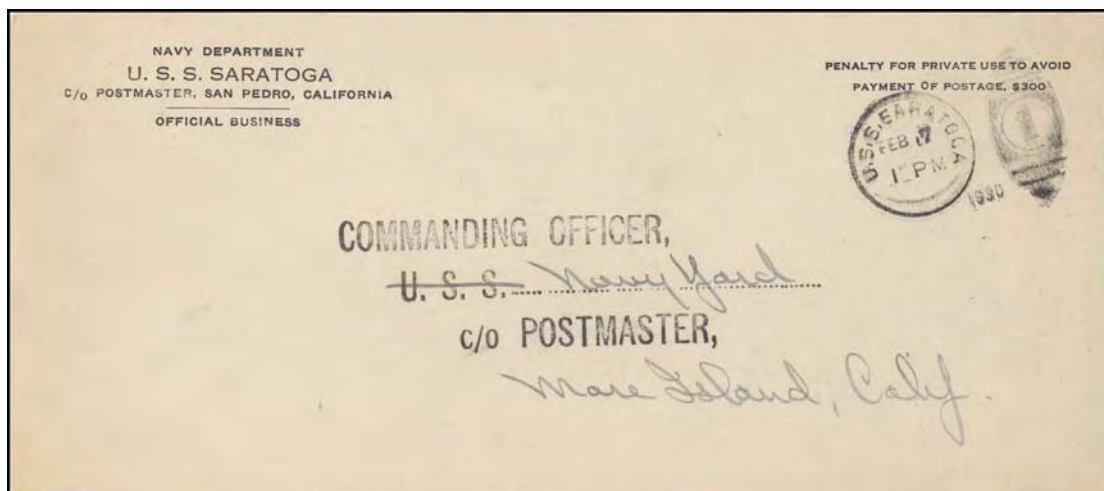 NAVY DEPARTMENT
U. S. S. SARATOGA
C/o POSTMASTER, SAN PEDRO, CALIFORNIA
OFFICIAL BUSINESS
PENALTY FOR PRIVATE USE TO AVOID
PAYMENT OF POSTAGE, $300
U.S.S. SARATOGA
FEB
PM
1930
1
COMMANDING OFFICER,
U. S. S. Navy Yard
c/o POSTMASTER,
Mare Island, Calif.